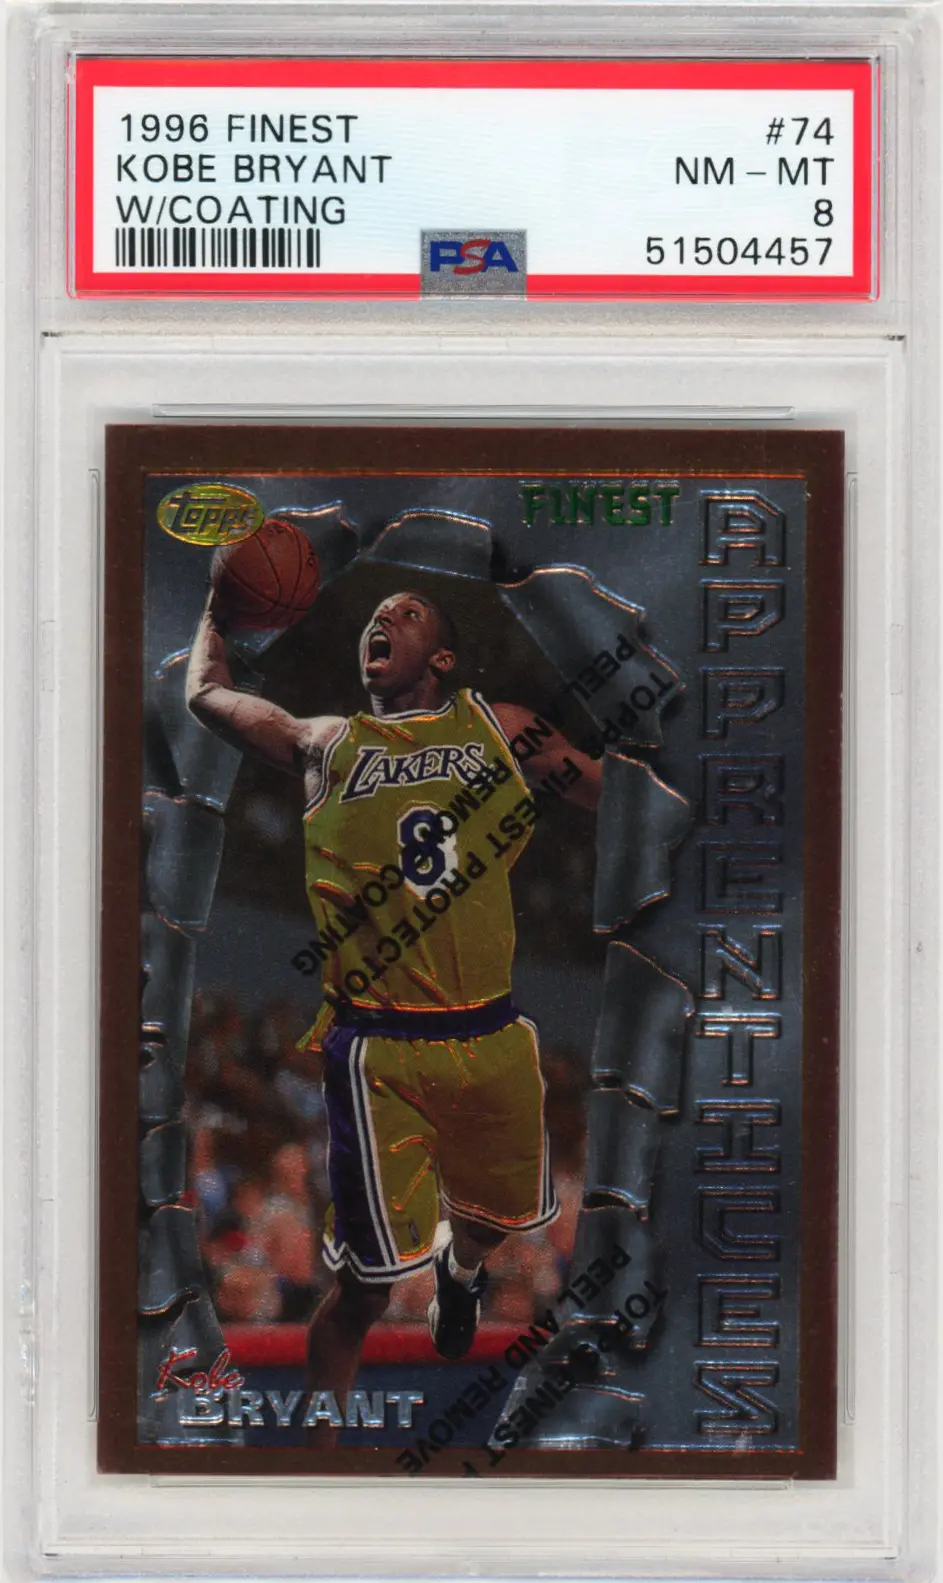 1996 FINEST
#74
KOBE BRYANT
NM - MT
W/COATING
8
51504457
PSA
Topps
FINEST
APPRENTICES
LAKERS
8
TOPPS FINEST PROTECTOR
PEEL AND REMOVE COATING
TOPPS FINEST P
PEEL AND REMOVE
Kobe
BRYANT